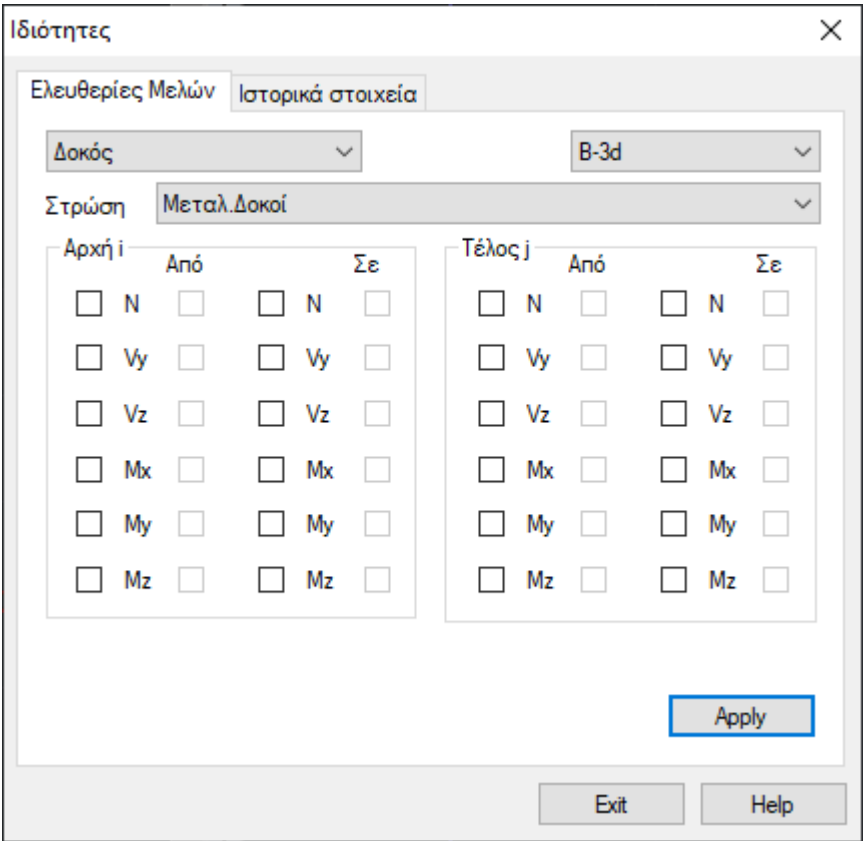 Ιδιότητες
Ελευθερίες Μελών Ιστορικά στοιχεία
Δοκός B-3d
Στρώση Μεταλ.Δοκοί
Αρχή i Τέλος j
Από Σε Από Σε
N N N N
Vy Vy Vy Vy
Vz Vz Vz Vz
Mx Mx Mx Mx
My My My My
Mz Mz Mz Mz
Apply
Exit Help